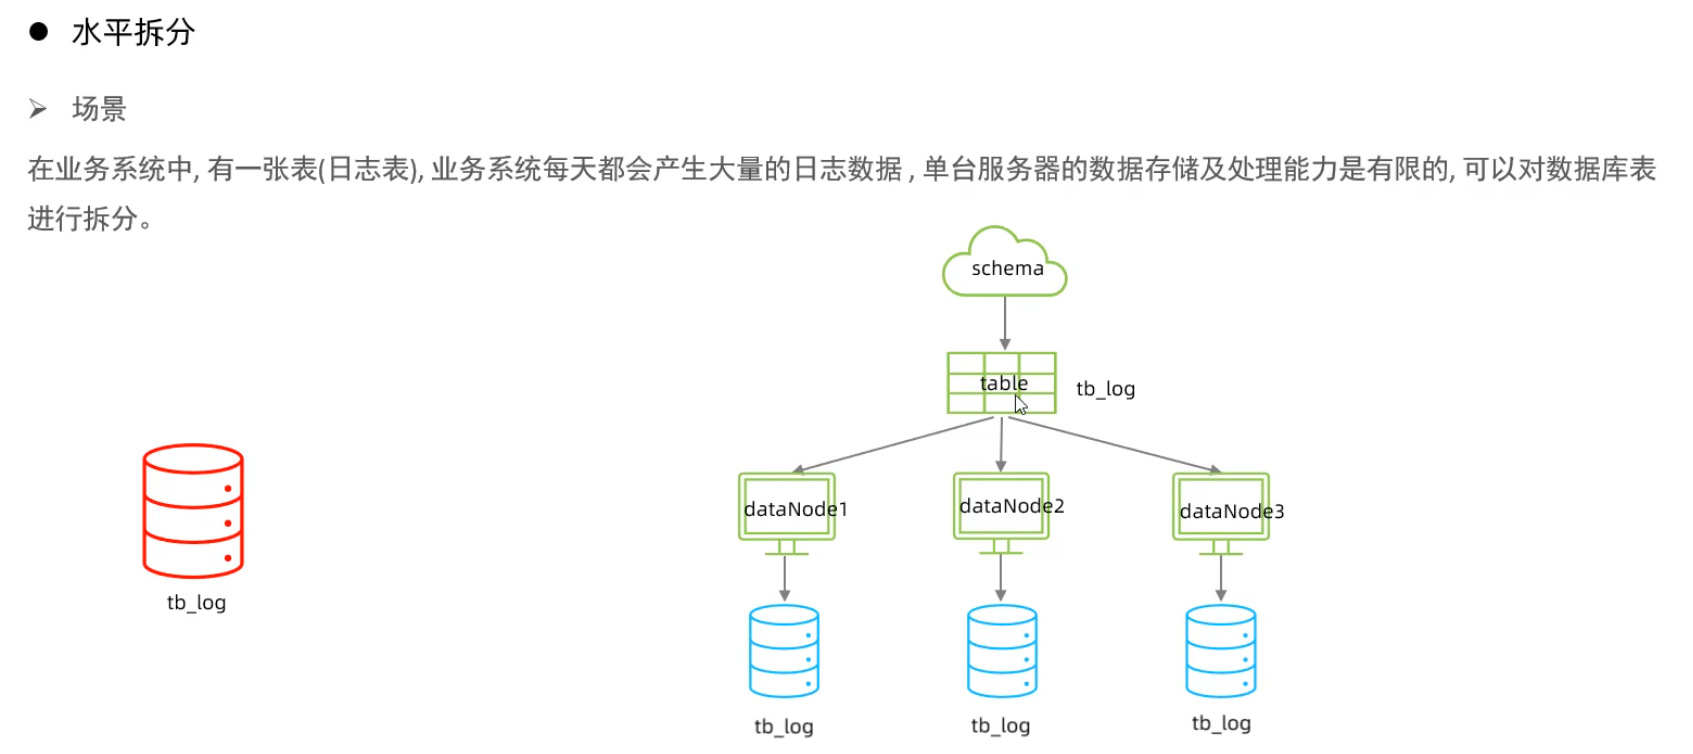 水平拆分
场景
在业务系统中, 有一张表(日志表), 业务系统每天都会产生大量的日志数据 , 单台服务器的数据存储及处理能力是有限的, 可以对数据库表
进行拆分。
schema
table
tb_log
dataNode1
dataNode2
dataNode3
tb_log
tb_log
tb_log
tb_log